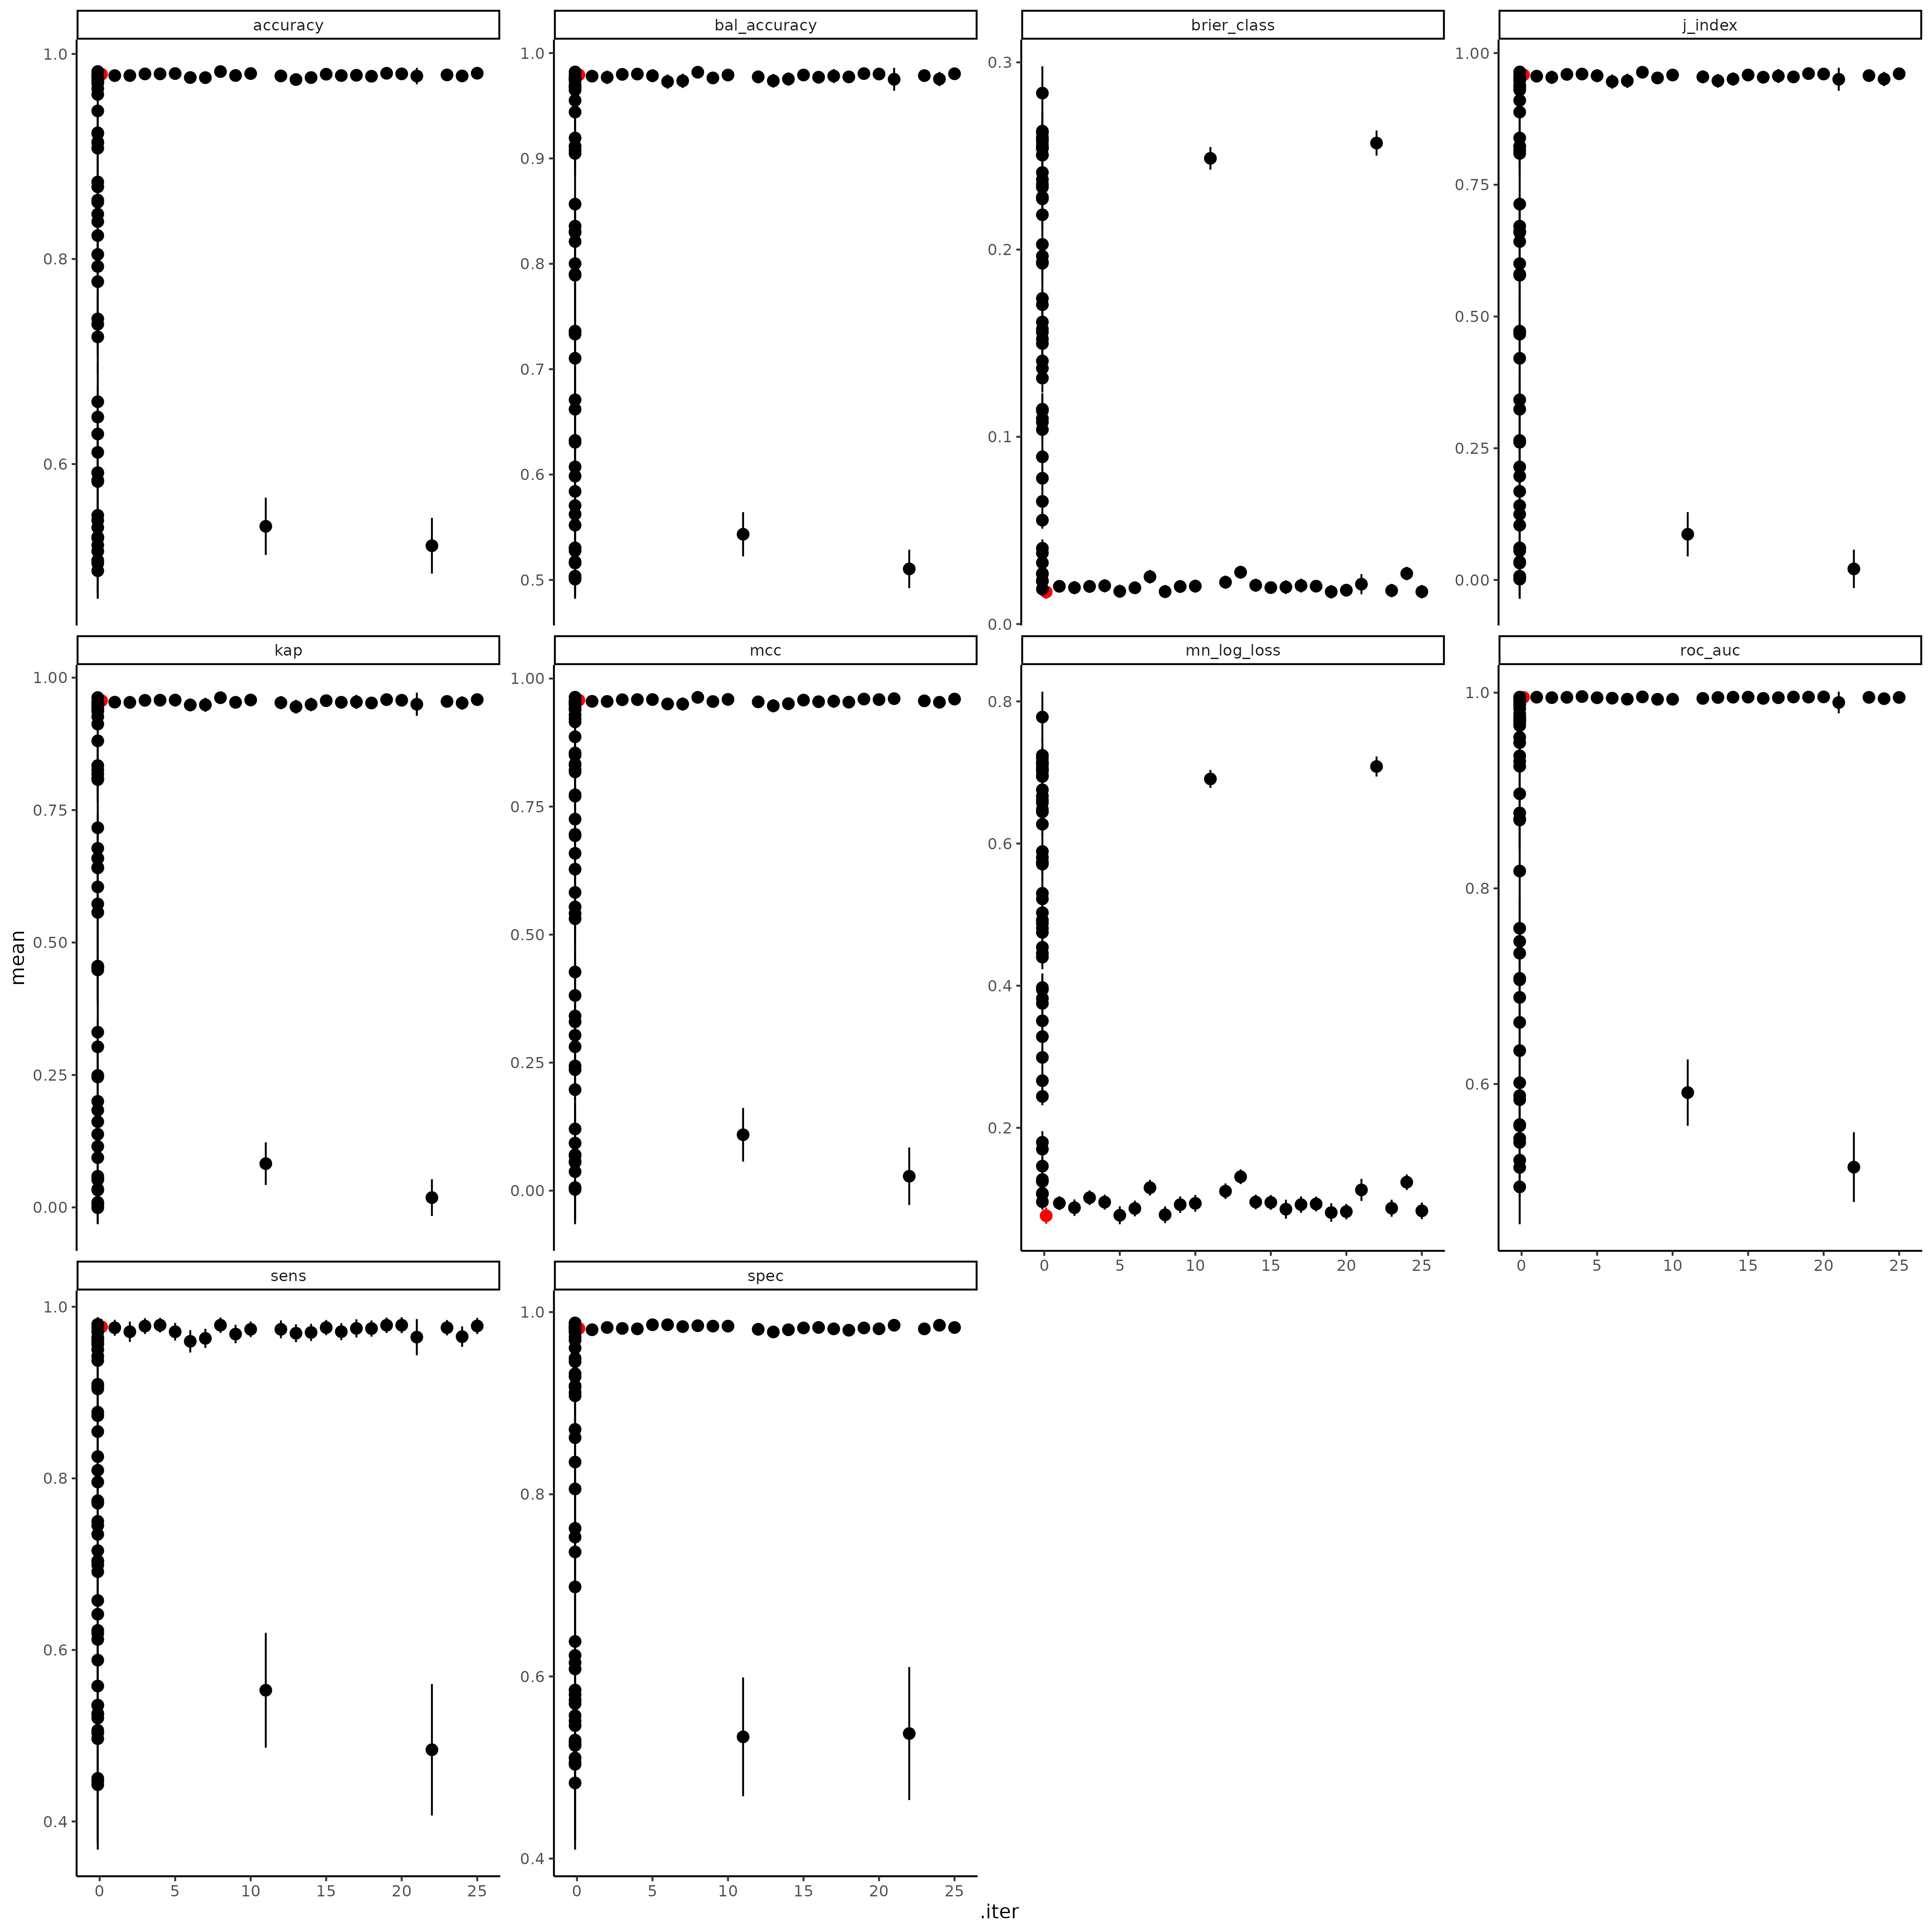 accuracy bal_accuracy brier_class j_index
1.0 1.0 0.3 1.00
0.8 0.9 0.2 0.75
0.6 0.8 0.1 0.50
0.7 0.0 0.25
0.6 0.00
0.5
kap mcc mn_log_loss roc_auc
1.00 1.00 0.8 1.0
0.75 0.75 0.6 0.8
0.50 0.50 0.4 0.6
0.25 0.25 0.2
0.00 0.00
0 5 10 15 20 25 0 5 10 15 20 25
mean
sens spec
1.0 1.0
0.8 0.8
0.6 0.6
0.4 0.4
0 5 10 15 20 25 0 5 10 15 20 25
.iter